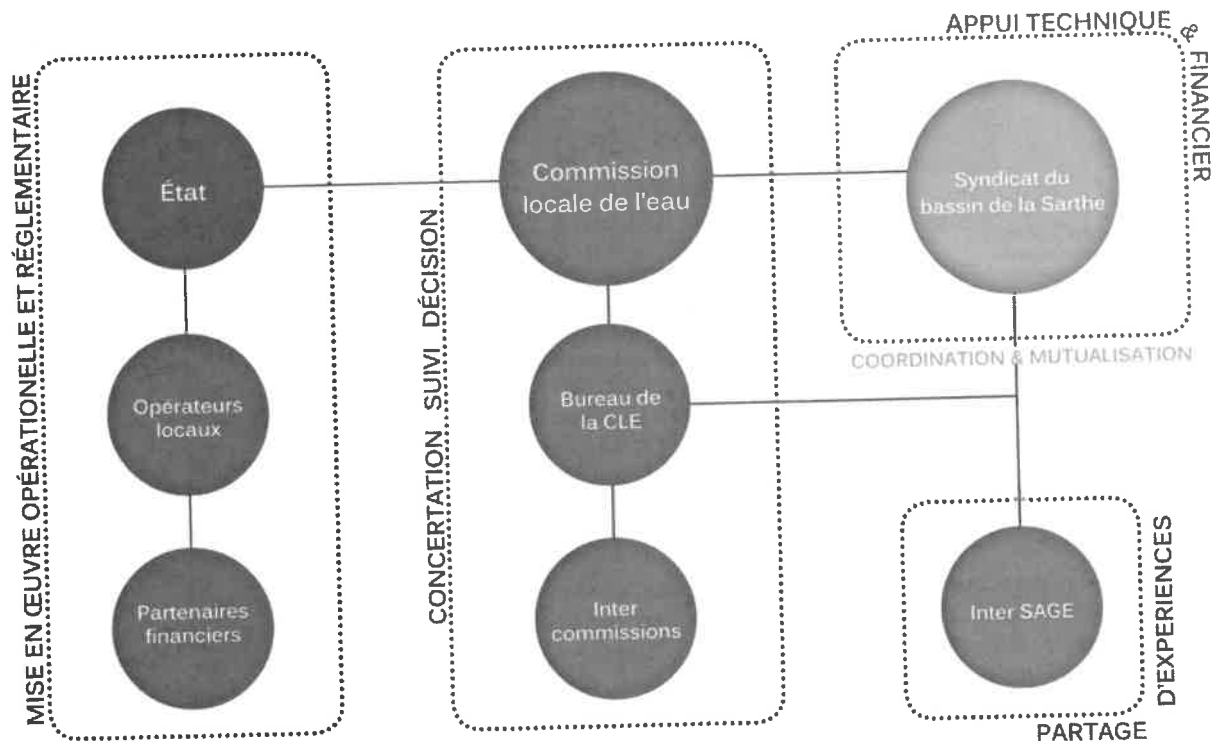 APPUI TECHNIQUE & FINANCIER
MISE EN ŒUVRE OPÉRATIONELLE ET RÉGLEMENTAIRE
État
Opérateurs
locaux
Partenaires
financiers
CONCERTATION SUIVI DÉCISION
Commission
locale de l'eau
Bureau de
la CLE
Inter
commissions
Syndicat du
bassin de la Sarthe
COORDINATION & MUTUALISATION
Inter SAGE
PARTAGE
D'EXPERIENCES